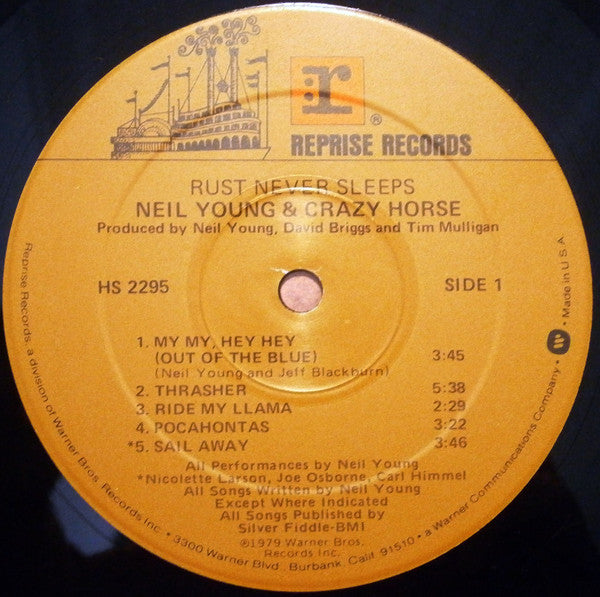 r
®
REPRISE RECORDS
RUST NEVER SLEEPS
NEIL YOUNG & CRAZY HORSE
Produced by Neil Young, David Briggs and Tim Mulligan
HS 2295
SIDE 1
1. MY MY, HEY HEY
(OUT OF THE BLUE) 3:45
(Neil Young and Jeff Blackburn)
2. THRASHER 5:38
3. RIDE MY LLAMA 2:29
4. POCAHONTAS 3:22
*5. SAIL AWAY 3:46
All Performances by Neil Young
*Nicolette Larson, Joe Osborne, Carl Himmel
All Songs Written by Neil Young
Except Where Indicated
All Songs Published by
Silver Fiddle-BMI
℗1979 Warner Bros.
Records Inc.
Reprise Records, a division of Warner Bros. Records Inc. • 3300 Warner Blvd., Burbank, Calif. 91510 • a Warner Communications Company • W • Made in U.S.A.